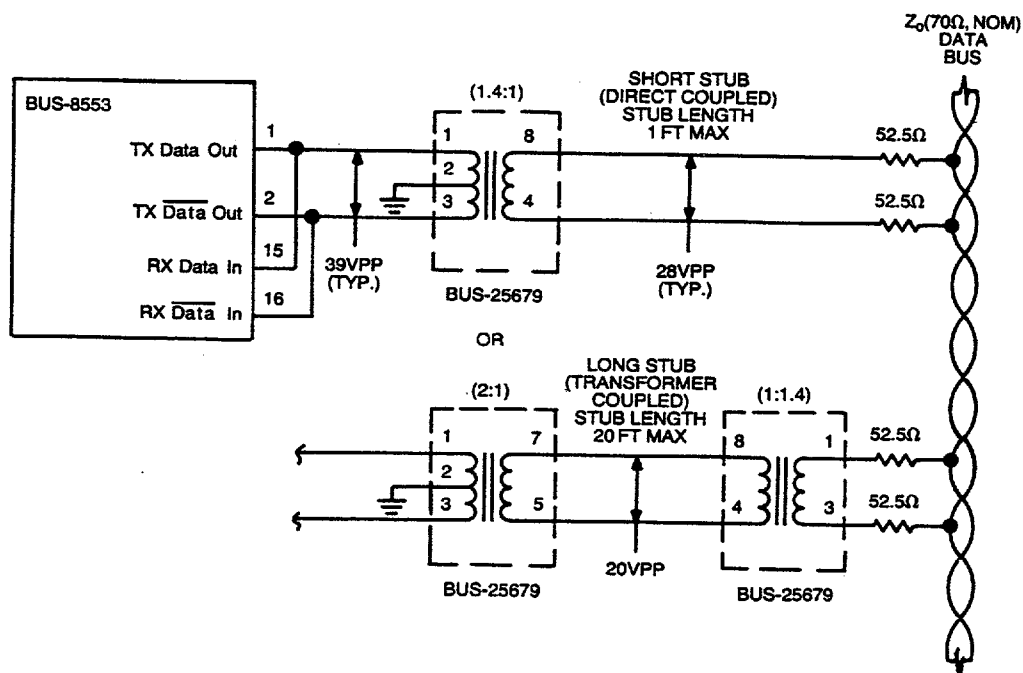 Z₀(70Ω, NOM)
DATA
BUS
BUS-8553
TX Data Out
TX D̅a̅t̅a̅ Out
RX Data In
RX D̅a̅t̅a̅ In
1
2
15
16
39VPP
(TYP.)
(1.4:1)
1
2
3
8
4
BUS-25679
SHORT STUB
(DIRECT COUPLED)
STUB LENGTH
1 FT MAX
28VPP
(TYP.)
52.5Ω
52.5Ω
OR
(2:1)
1
2
3
7
5
BUS-25679
LONG STUB
(TRANSFORMER
COUPLED)
STUB LENGTH
20 FT MAX
20VPP
(1:1.4)
8
4
1
3
BUS-25679
52.5Ω
52.5Ω